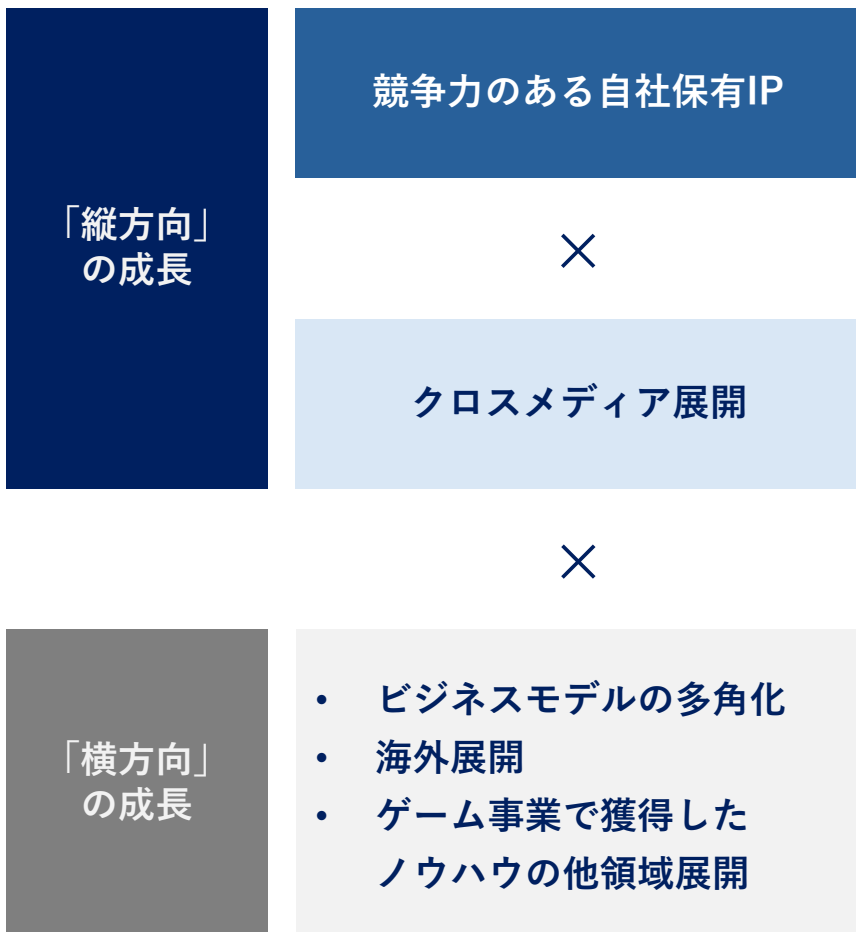 「縦方向」
の成長
競争力のある自社保有IP
×
クロスメディア展開
×
「横方向」
の成長
• ビジネスモデルの多角化
• 海外展開
• ゲーム事業で獲得した
ノウハウの他領域展開